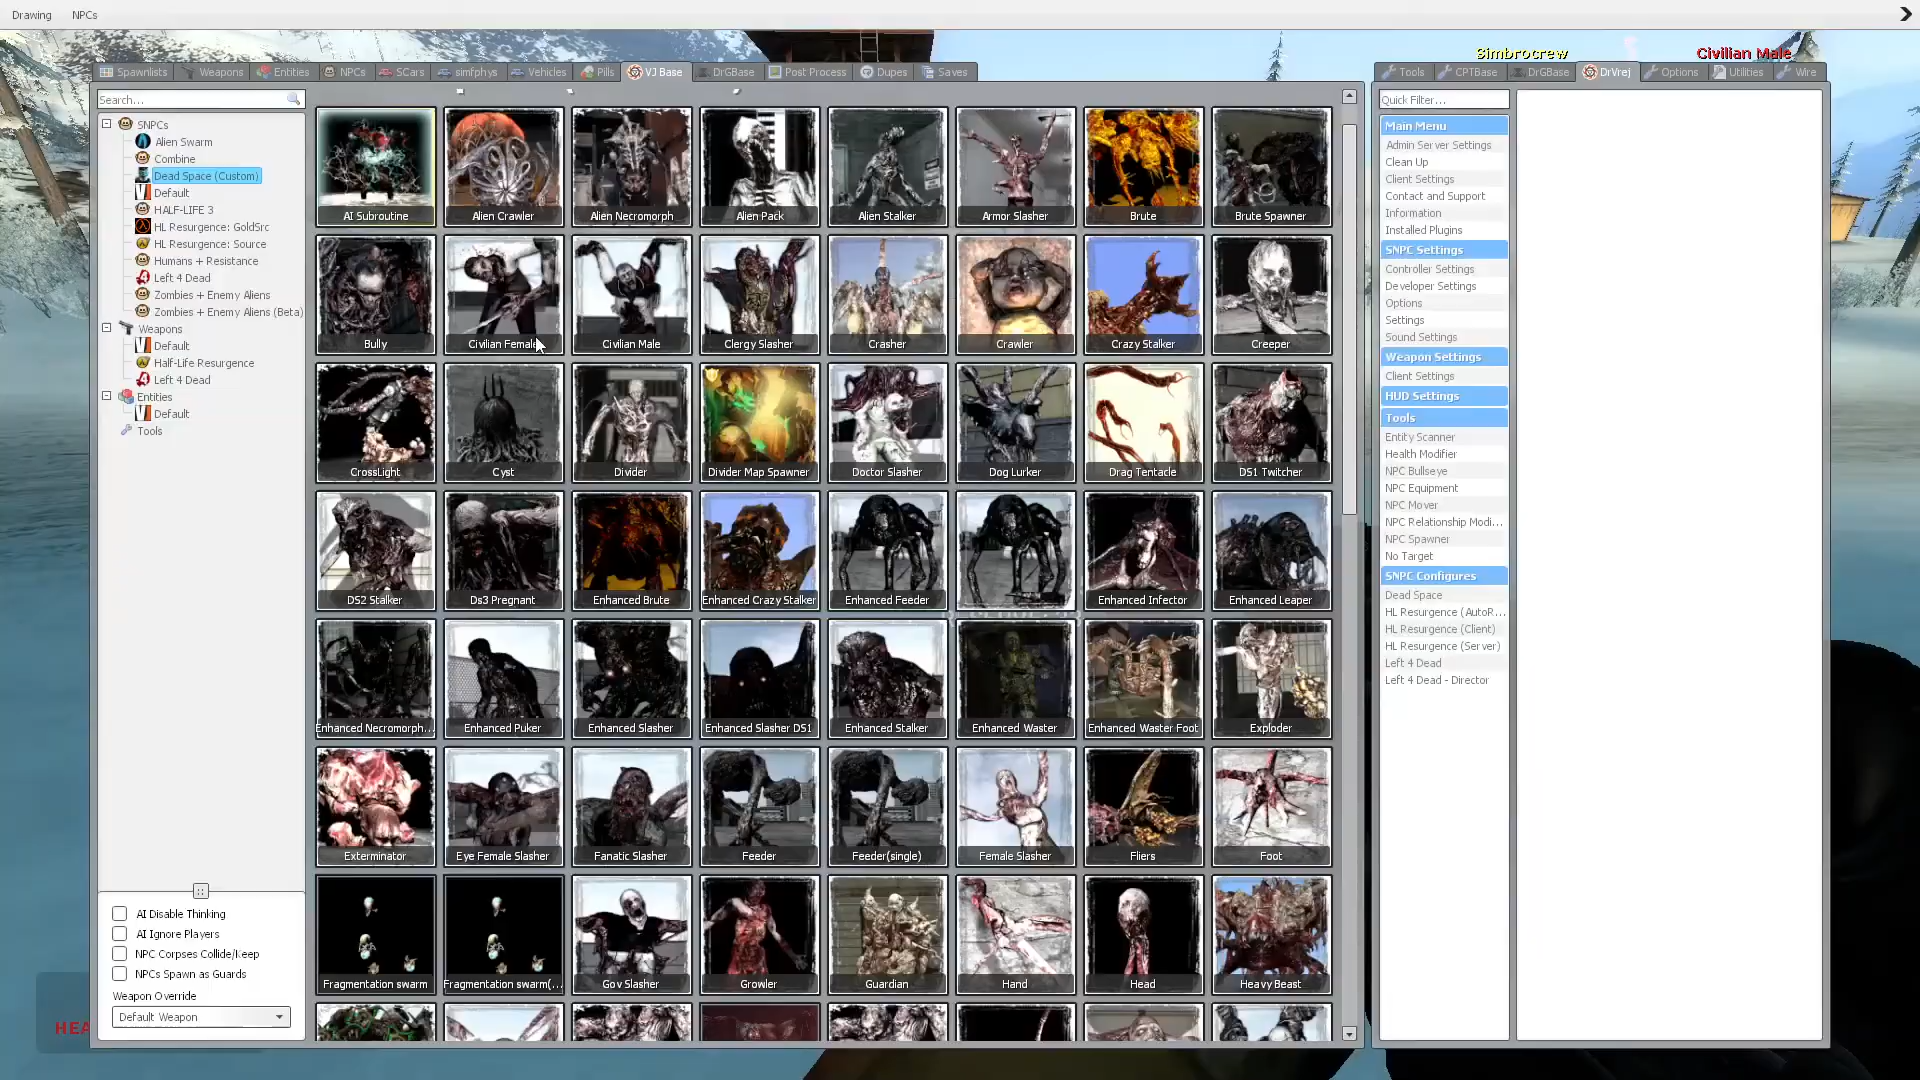 Drawing NPCs
Simbrocrew Civilian Male
Spawnlists Weapons Entities NPCs SCars simfphys Vehicles Pills VJ Base DrGBase Post Process Dupes Saves
Tools CPTBase DrGBase DrVrej Options Utilities Wire
Search...
SNPCs
Alien Swarm
Combine
Dead Space (Custom)
Default
HALF-LIFE 3
HL Resurgence: GoldSrc
HL Resurgence: Source
Humans + Resistance
Left 4 Dead
Zombies + Enemy Aliens
Zombies + Enemy Aliens (Beta)
Weapons
Default
Half-Life Resurgence
Left 4 Dead
Entities
Default
Tools
AI Disable Thinking
AI Ignore Players
NPC Corpses Collide/Keep
NPCs Spawn as Guards
Weapon Override
Default Weapon
HEA
AI Subroutine Alien Crawler Alien Necromorph Alien Pack Alien Stalker Armor Slasher Brute Brute Spawner
Bully Civilian Female Civilian Male Clergy Slasher Crasher Crawler Crazy Stalker Creeper
CrossLight Cyst Divider Divider Map Spawner Doctor Slasher Dog Lurker Drag Tentacle DS1 Twitcher
DS2 Stalker Ds3 Pregnant Enhanced Brute Enhanced Crazy Stalker Enhanced Feeder Enhanced Infector Enhanced Leaper
Enhanced Necromorph... Enhanced Puker Enhanced Slasher Enhanced Slasher DS1 Enhanced Stalker Enhanced Waster Enhanced Waster Foot Exploder
Exterminator Eye Female Slasher Fanatic Slasher Feeder Feeder(single) Female Slasher Fliers Foot
Fragmentation swarm Fragmentation swarm(... Gov Slasher Growler Guardian Hand Head Heavy Beast
Quick Filter...
Main Menu
Admin Server Settings
Clean Up
Client Settings
Contact and Support
Information
Installed Plugins
SNPC Settings
Controller Settings
Developer Settings
Options
Settings
Sound Settings
Weapon Settings
Client Settings
HUD Settings
Tools
Entity Scanner
Health Modifier
NPC Bullseye
NPC Equipment
NPC Mover
NPC Relationship Modi...
NPC Spawner
No Target
SNPC Configures
Dead Space
HL Resurgence (AutoR...
HL Resurgence (Client)
HL Resurgence (Server)
Left 4 Dead
Left 4 Dead - Director